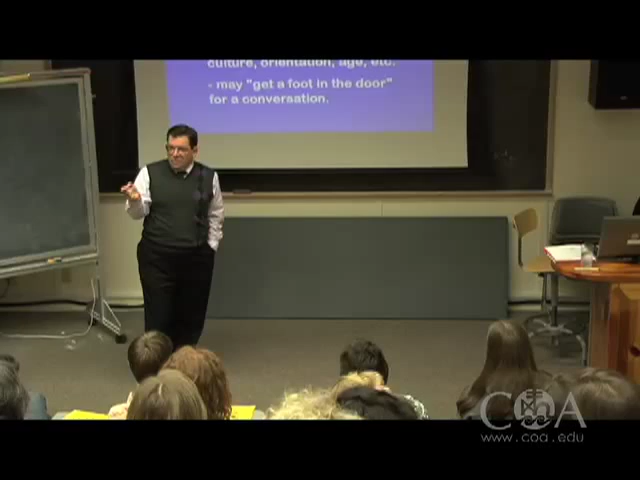 culture, orientation, age, etc.
- may "get a foot in the door"
for a conversation.
COA
www.coa.edu